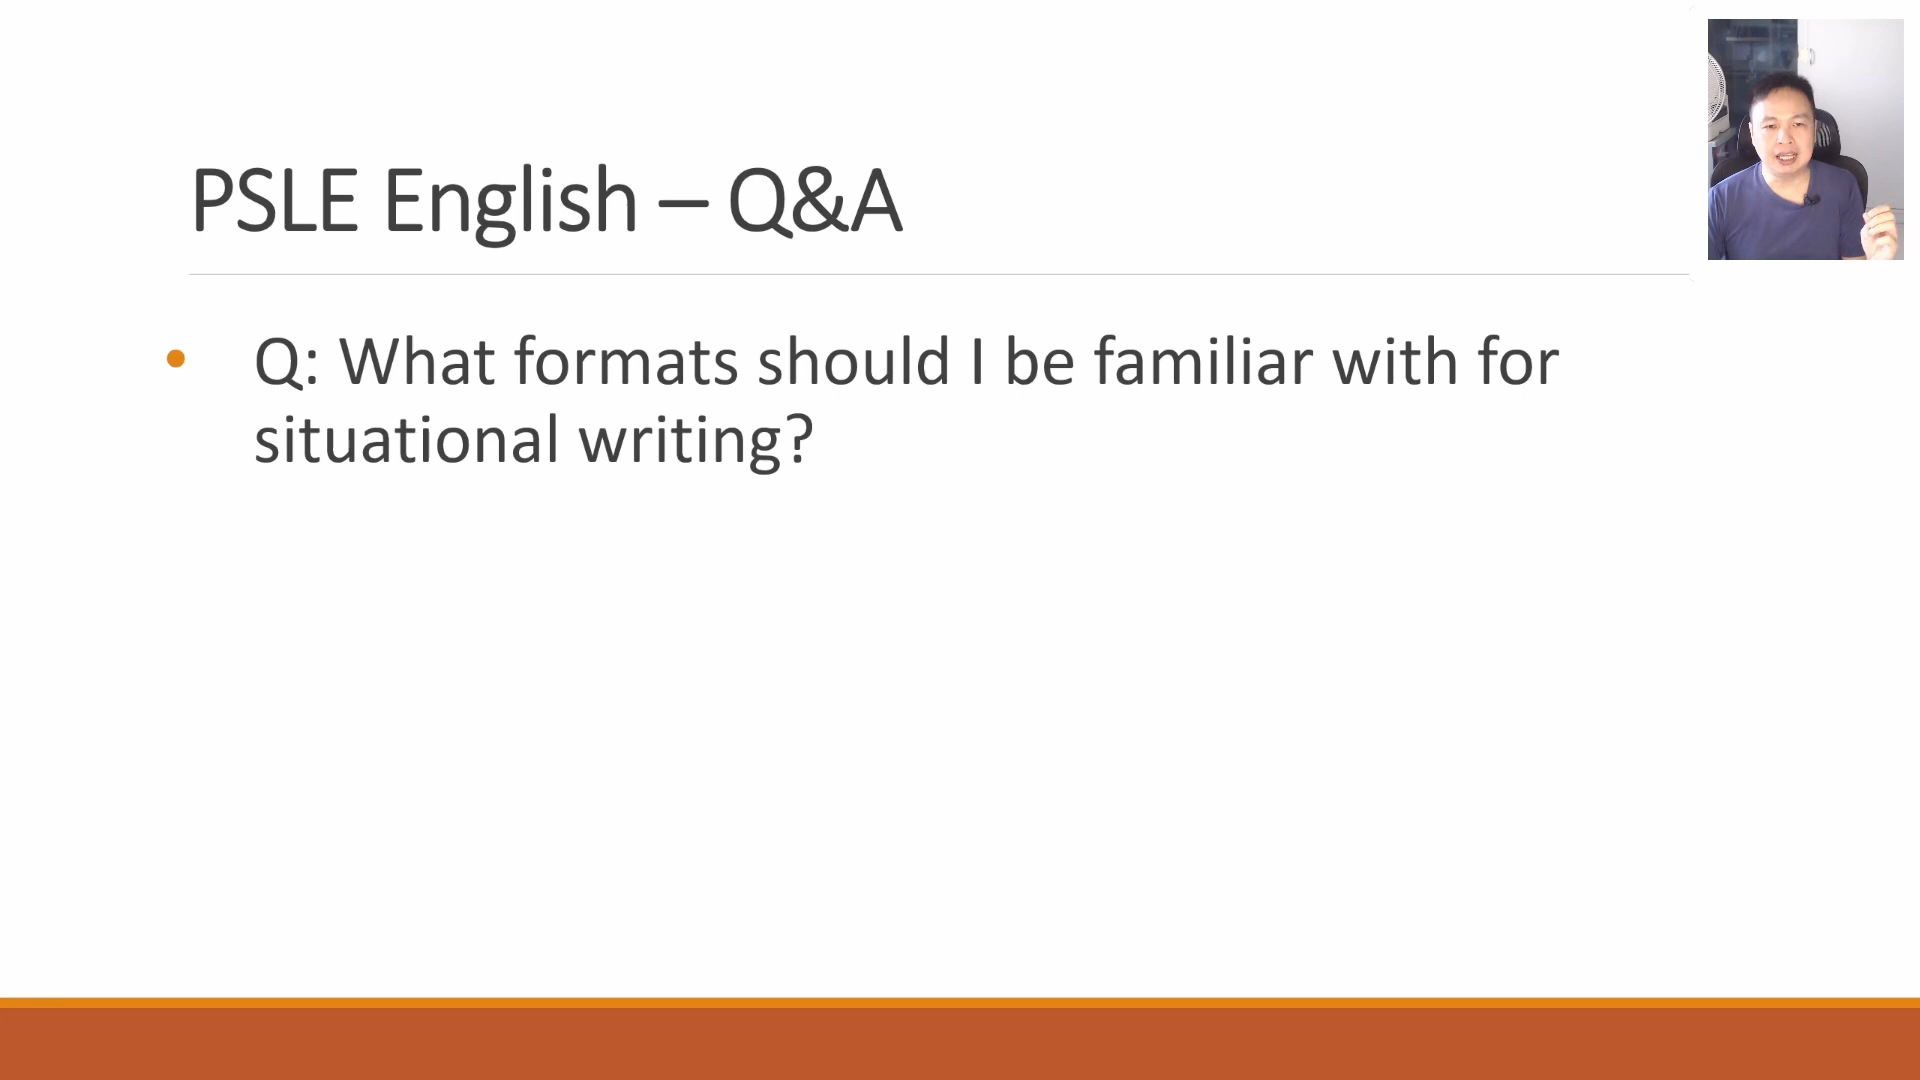 PSLE English – Q&A
• Q: What formats should I be familiar with for
situational writing?